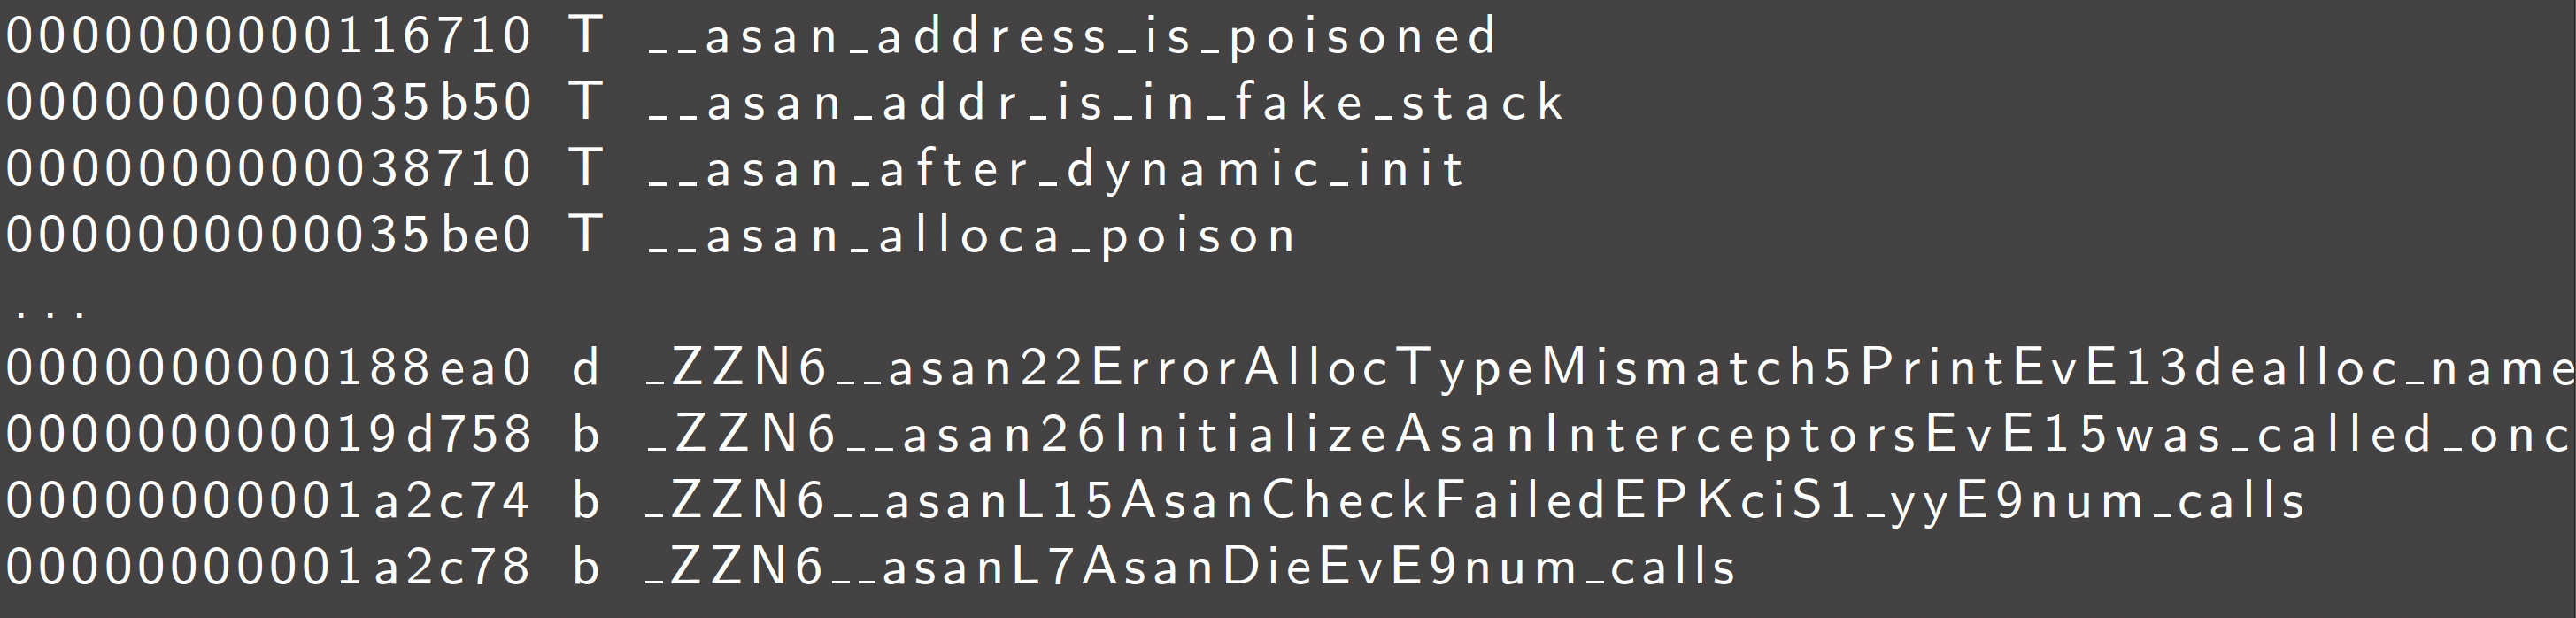 0000000000116710 T __asan_address_is_poisoned
0000000000035b50 T __asan_addr_is_in_fake_stack
0000000000038710 T __asan_after_dynamic_init
0000000000035be0 T __asan_alloca_poison
...
0000000000188ea0 d _ZZN6__asan22ErrorAllocTypeMismatch5PrintEvE13dealloc_name
000000000019d758 b _ZZN6__asan26InitializeAsanInterceptorsEvE15was_called_onc
00000000001a2c74 b _ZZN6__asanL15AsanCheckFailedEPKciS1_yyE9num_calls
00000000001a2c78 b _ZZN6__asanL7AsanDieEvE9num_calls